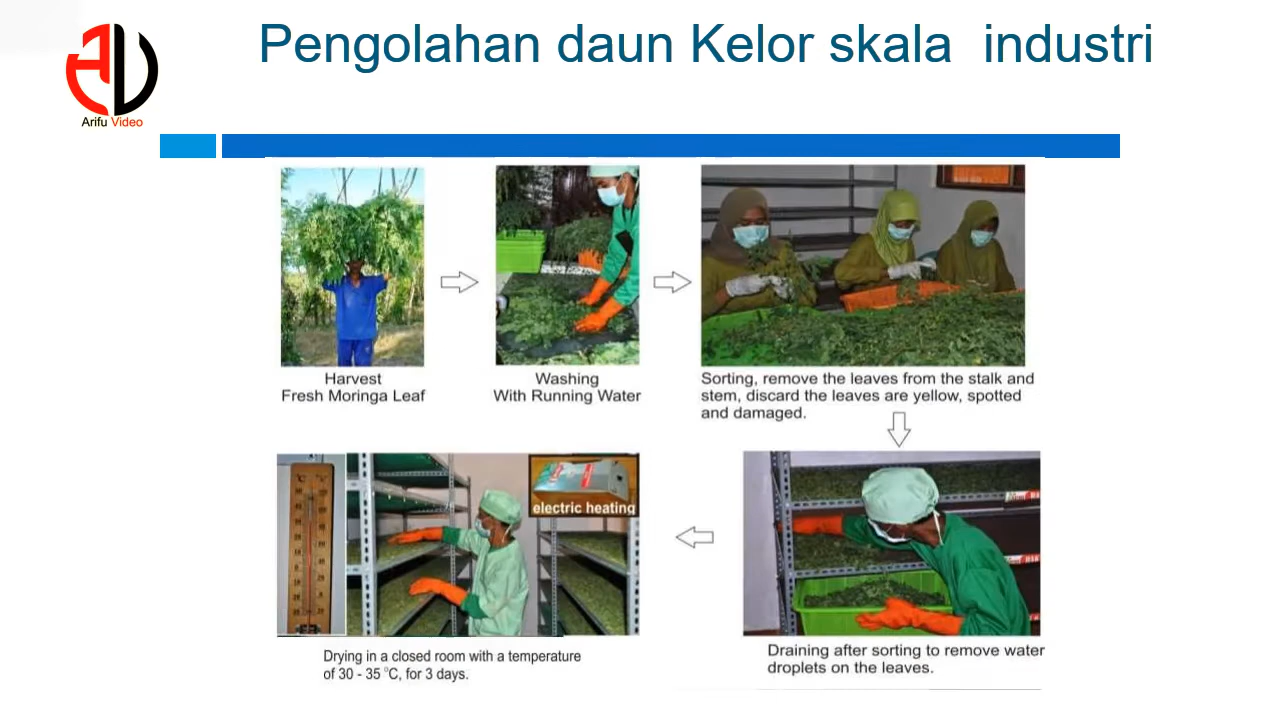 Pengolahan daun Kelor skala industri
Arifu Video
Harvest
Fresh Moringa Leaf
Washing
With Running Water
Sorting, remove the leaves from the stalk and
stem, discard the leaves are yellow, spotted
and damaged.
electric heating
Drying in a closed room with a temperature
of 30 - 35 °C, for 3 days.
Draining after sorting to remove water
droplets on the leaves.